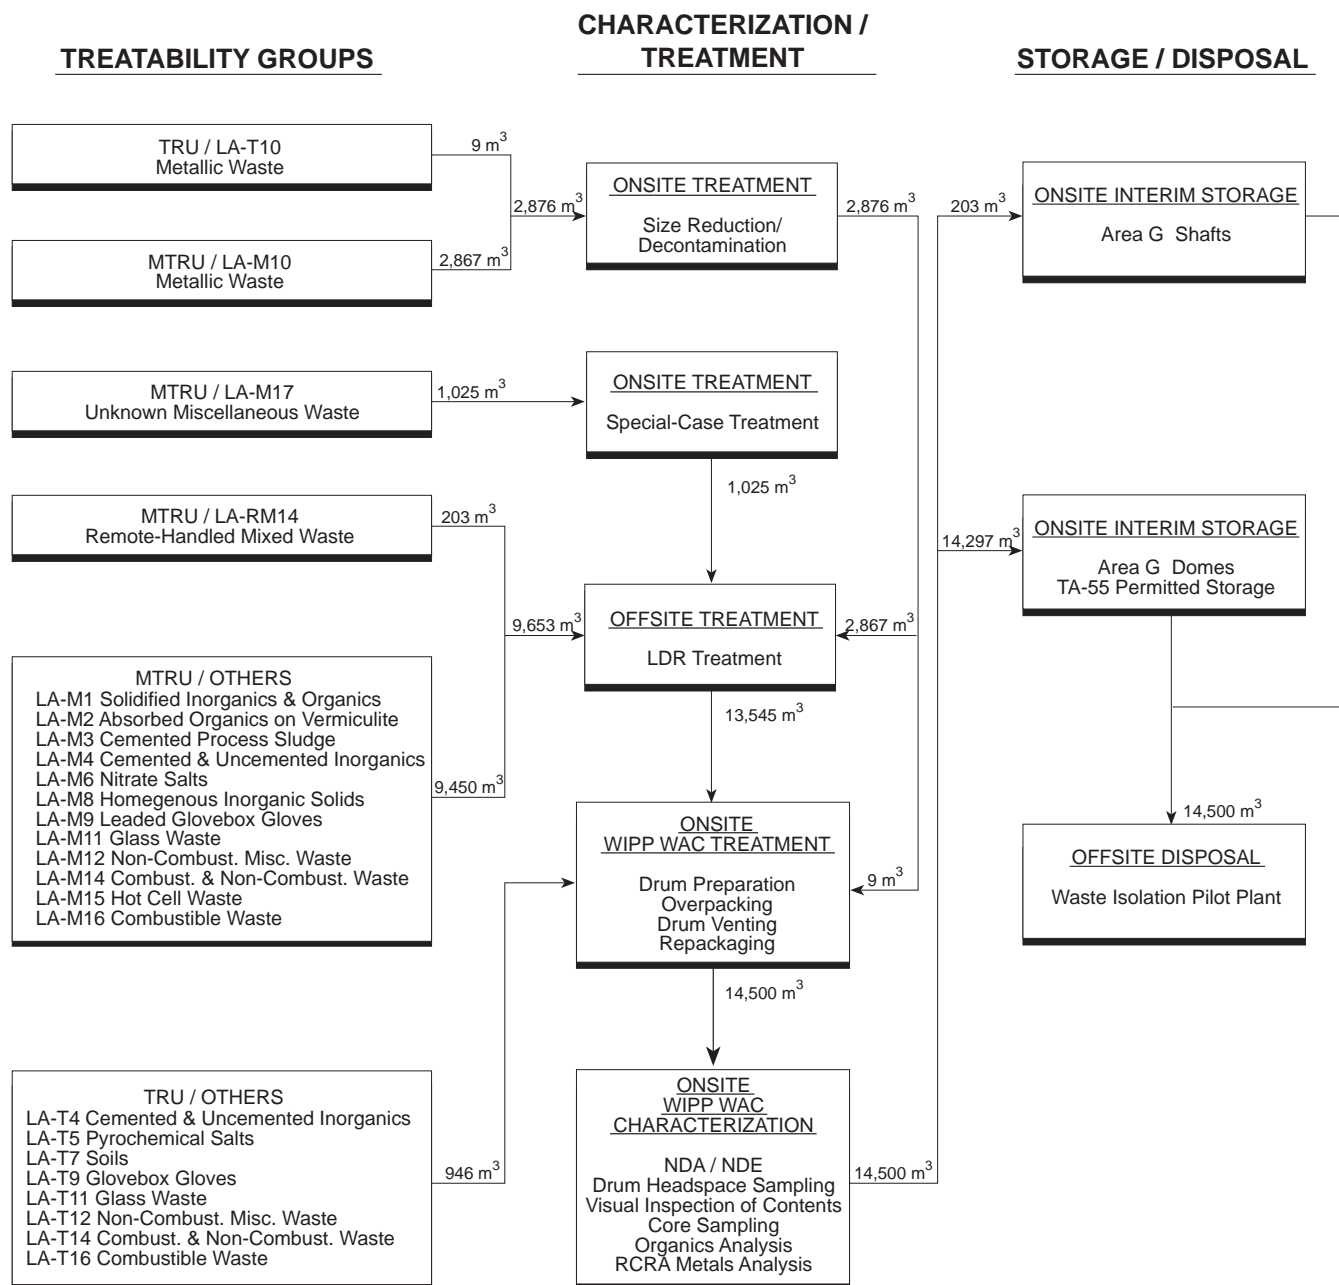 TREATABILITY GROUPS
CHARACTERIZATION /
TREATMENT
STORAGE / DISPOSAL
TRU / LA-T10
Metallic Waste
9 m³
MTRU / LA-M10
Metallic Waste
2,867 m³
2,876 m³
ONSITE TREATMENT
Size Reduction/
Decontamination
2,876 m³
MTRU / LA-M17
Unknown Miscellaneous Waste
1,025 m³
ONSITE TREATMENT
Special-Case Treatment
1,025 m³
MTRU / LA-RM14
Remote-Handled Mixed Waste
203 m³
MTRU / OTHERS
LA-M1 Solidified Inorganics & Organics
LA-M2 Absorbed Organics on Vermiculite
LA-M3 Cemented Process Sludge
LA-M4 Cemented & Uncemented Inorganics
LA-M6 Nitrate Salts
LA-M8 Homegenous Inorganic Solids
LA-M9 Leaded Glovebox Gloves
LA-M11 Glass Waste
LA-M12 Non-Combust. Misc. Waste
LA-M14 Combust. & Non-Combust. Waste
LA-M15 Hot Cell Waste
LA-M16 Combustible Waste
9,450 m³
9,653 m³
OFFSITE TREATMENT
LDR Treatment
2,867 m³
13,545 m³
ONSITE
WIPP WAC TREATMENT
Drum Preparation
Overpacking
Drum Venting
Repackaging
9 m³
14,500 m³
TRU / OTHERS
LA-T4 Cemented & Uncemented Inorganics
LA-T5 Pyrochemical Salts
LA-T7 Soils
LA-T9 Glovebox Gloves
LA-T11 Glass Waste
LA-T12 Non-Combust. Misc. Waste
LA-T14 Combust. & Non-Combust. Waste
LA-T16 Combustible Waste
946 m³
ONSITE
WIPP WAC
CHARACTERIZATION
NDA / NDE
Drum Headspace Sampling
Visual Inspection of Contents
Core Sampling
Organics Analysis
RCRA Metals Analysis
14,500 m³
203 m³
ONSITE INTERIM STORAGE
Area G Shafts
14,297 m³
ONSITE INTERIM STORAGE
Area G Domes
TA-55 Permitted Storage
14,500 m³
OFFSITE DISPOSAL
Waste Isolation Pilot Plant